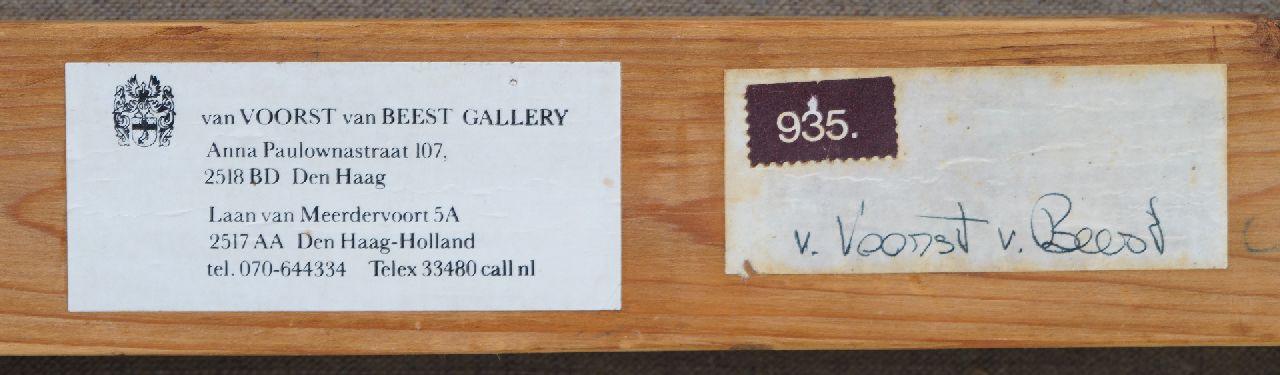 van VOORST van BEEST GALLERY
Anna Paulownastraat 107,
2518 BD Den Haag
Laan van Meerdervoort 5A
2517 AA Den Haag-Holland
tel. 070-644334 Telex 33480 call nl
935.
v. Voorst v. Beest